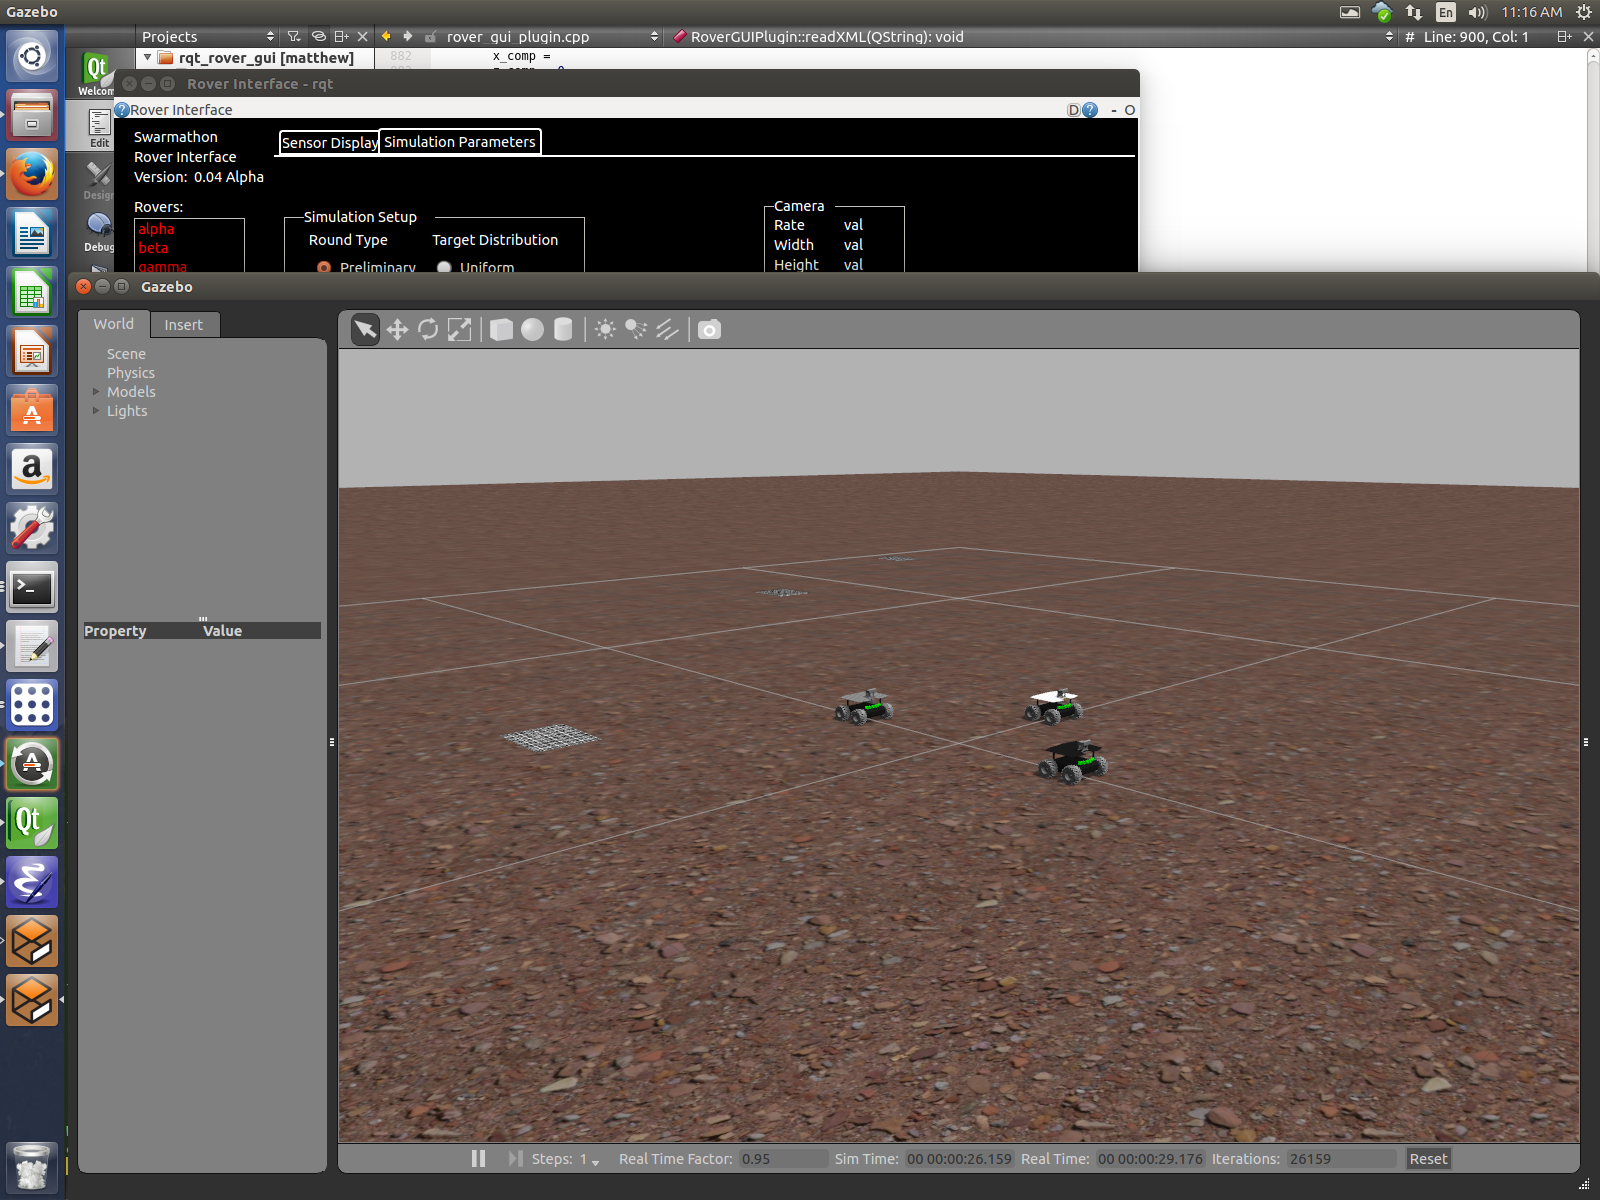 Gazebo
En
11:16 AM
Projects
rover_gui_plugin.cpp
RoverGUIPlugin::readXML(QString): void
#
Line: 900, Col: 1
Qt
Welcom
rqt_rover_gui [matthew]
882
x_comp =
Edit
Design
Debug
Rover Interface - rqt
Rover Interface
D
?
- O
Swarmathon
Rover Interface
Version: 0.04 Alpha
Sensor Display
Simulation Parameters
Rovers:
alpha
beta
gamma
Simulation Setup
Round Type
Target Distribution
Preliminary
Uniform
Camera
Rate val
Width val
Height val
Gazebo
World
Insert
Scene
Physics
Models
Lights
Property Value
a
>_
Qt
Steps: 1
Real Time Factor: 0.95
Sim Time: 00 00:00:26.159
Real Time: 00 00:00:29.176
Iterations: 26159
Reset